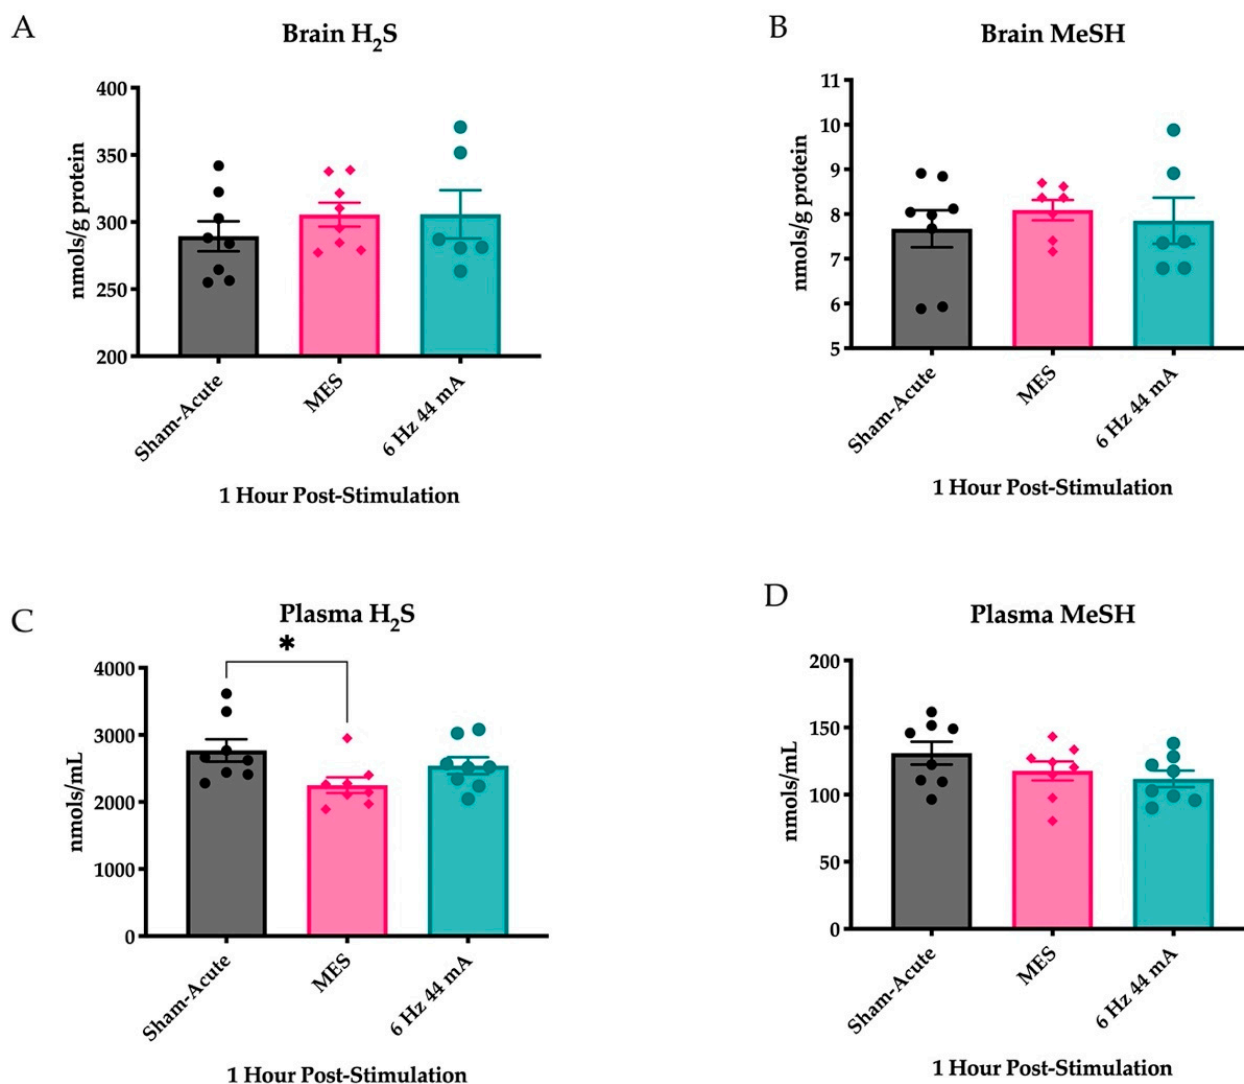 A
Brain H₂S
nmols/g protein
400
350
300
250
200
Sham-Acute
MES
6 Hz 44 mA
1 Hour Post-Stimulation
B
Brain MeSH
nmols/g protein
11
10
9
8
7
6
5
Sham-Acute
MES
6 Hz 44 mA
1 Hour Post-Stimulation
C
Plasma H₂S
*
nmols/mL
4000
3000
2000
1000
0
Sham-Acute
MES
6 Hz 44 mA
1 Hour Post-Stimulation
D
Plasma MeSH
nmols/mL
200
150
100
50
0
Sham-Acute
MES
6 Hz 44 mA
1 Hour Post-Stimulation